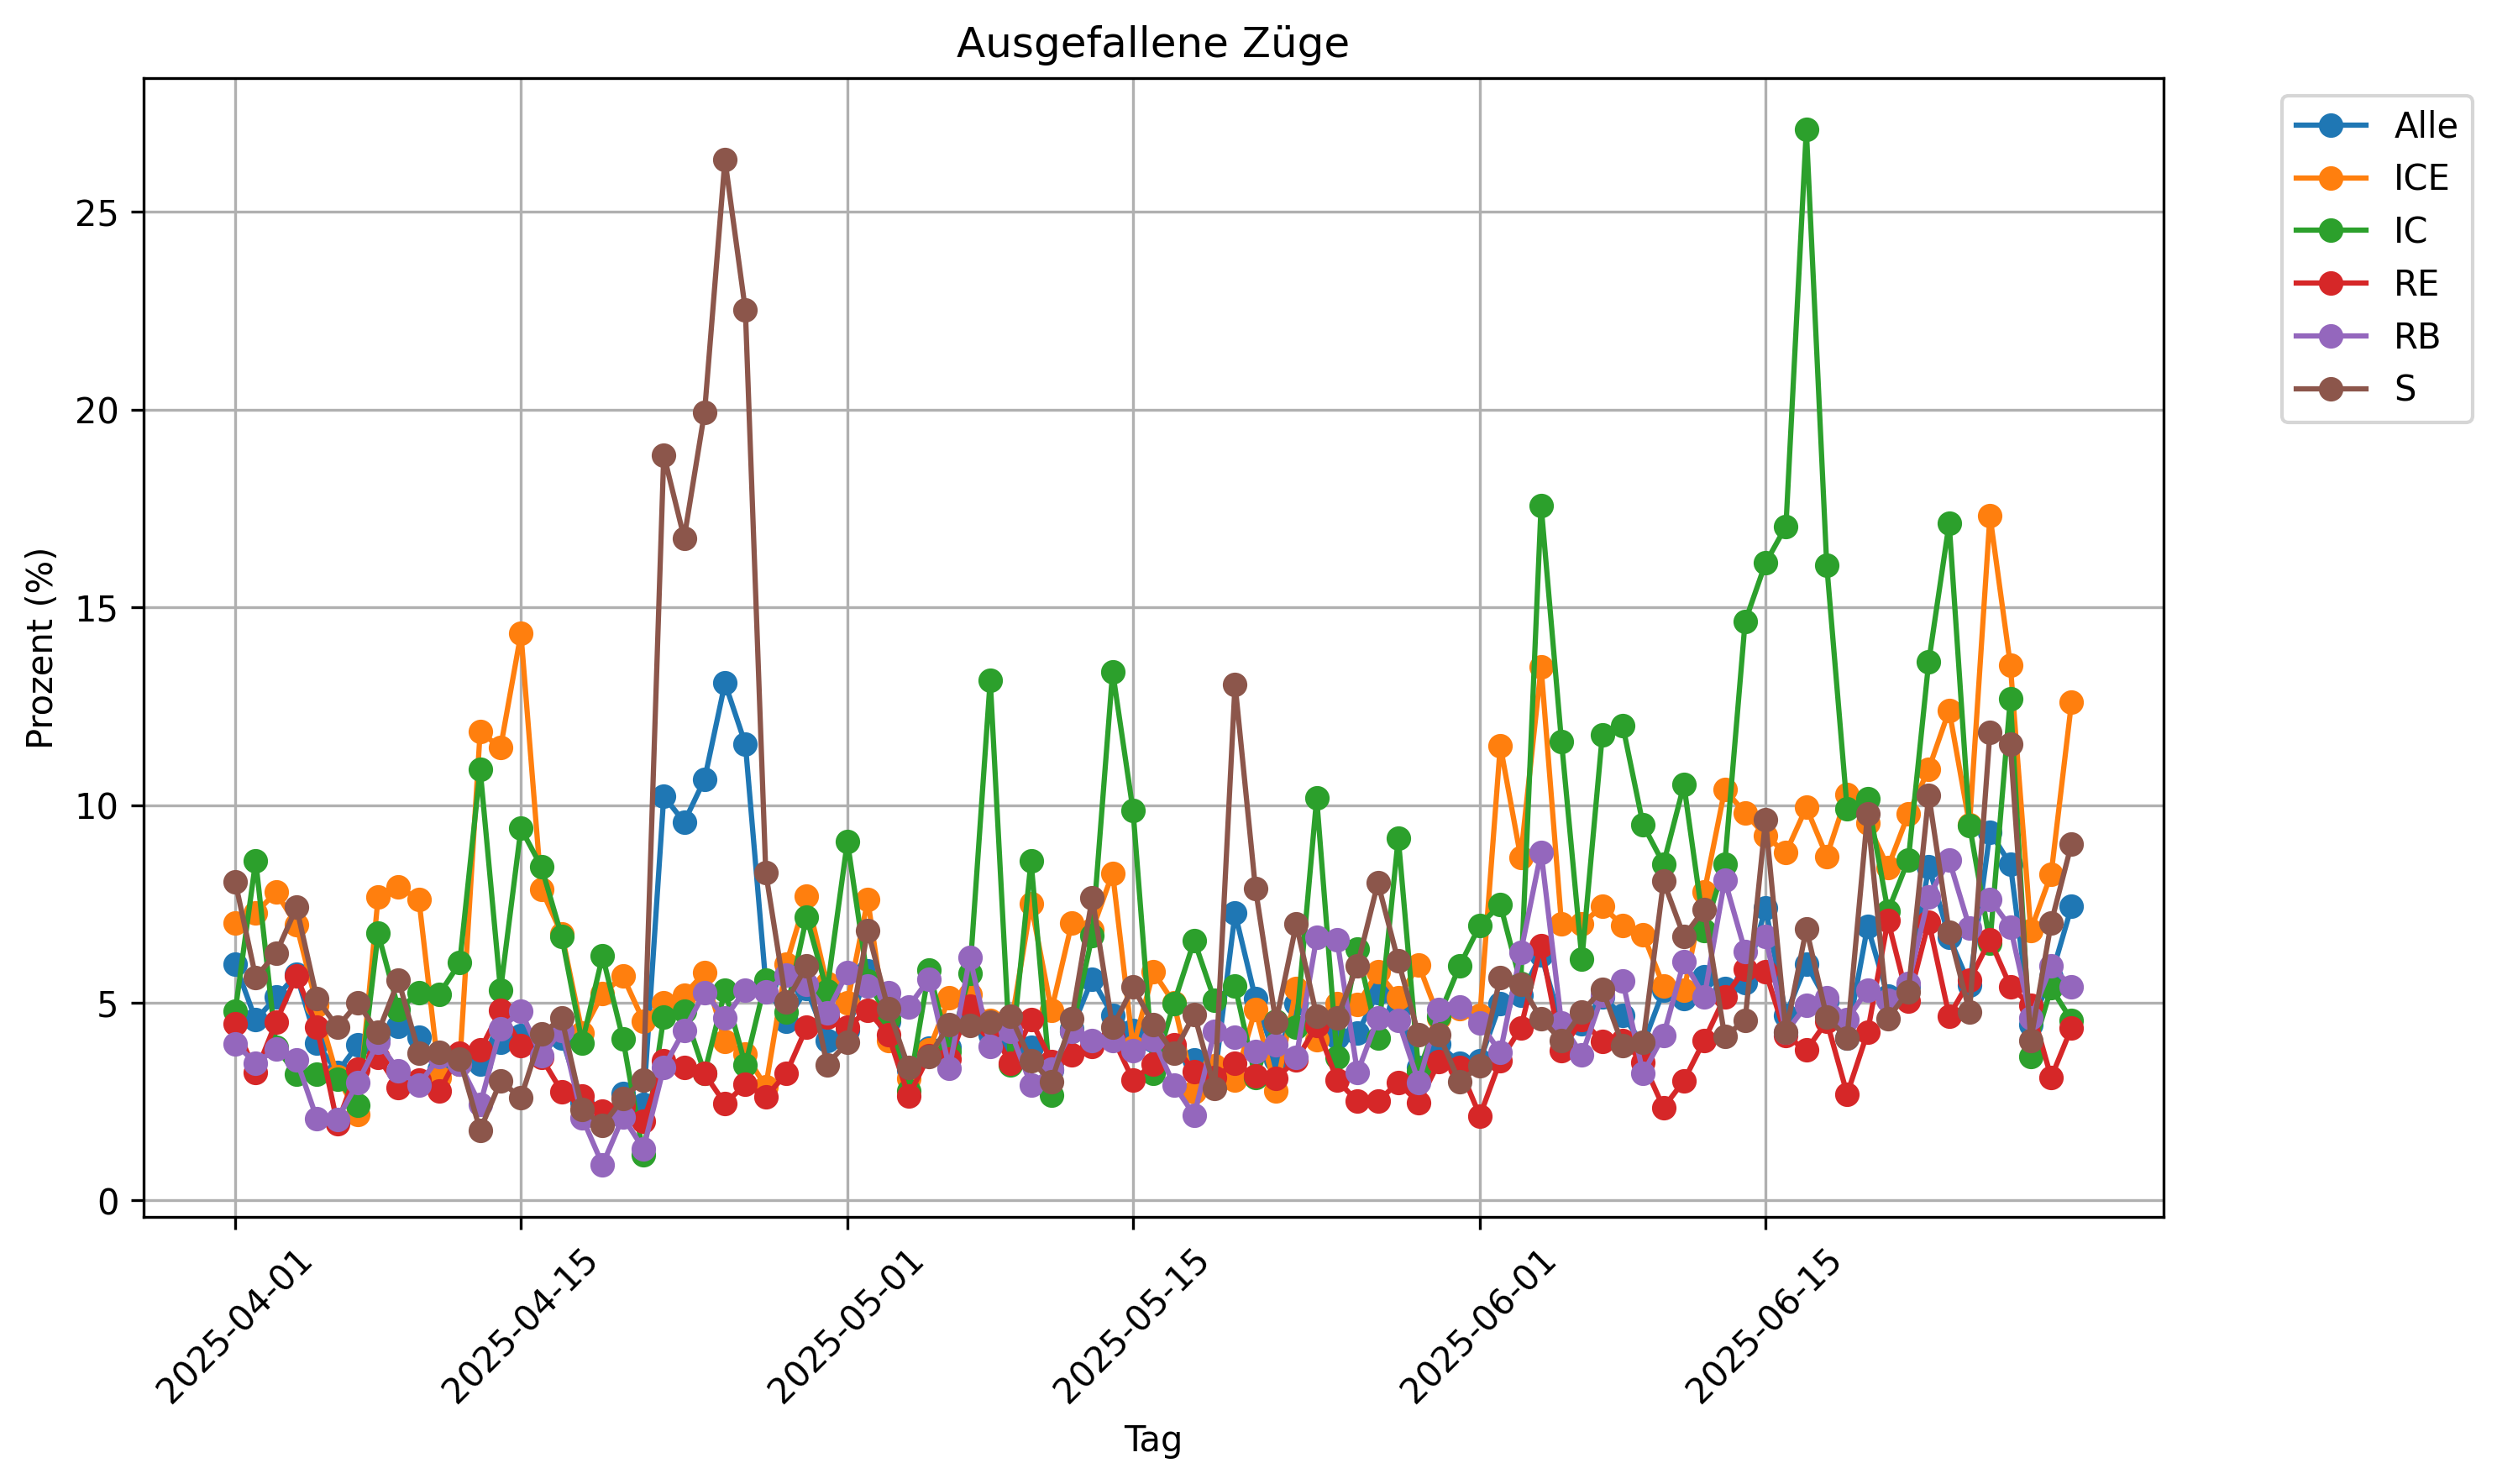 Ausgefallene Züge
Prozent (%)
25
20
15
10
5
0
2025-04-01
2025-04-15
2025-05-01
2025-05-15
2025-06-01
2025-06-15
Tag
Alle
ICE
IC
RE
RB
S